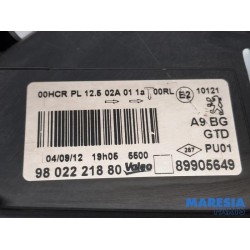 00HCR PL 12.5 02A 01 1a 00RL E2 10121
A9 BG
GTD
267 PU01
04/09/12 19h05 5500
98 022 218 80 Valeo 89905649
MARESIA